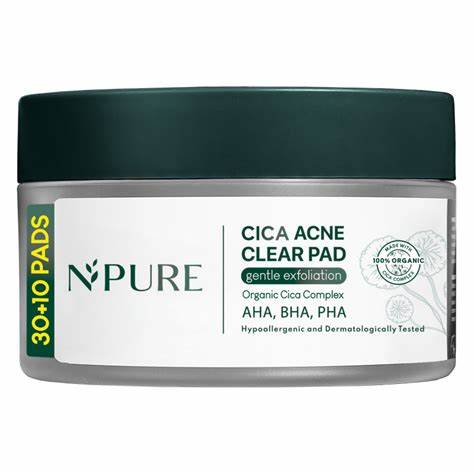 30+10 PADS
NPURE
CICA ACNE
CLEAR PAD
gentle exfoliation
Organic Cica Complex
AHA, BHA, PHA
Hypoallergenic and Dermatologically Tested
MADE WITH
100% ORGANIC
CICA COMPLEX